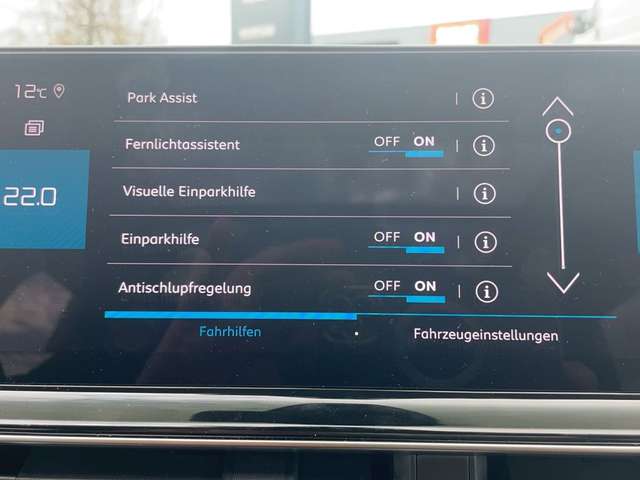 12°C
Park Assist
Fernlichtassistent OFF ON
22.0
Visuelle Einparkhilfe
Einparkhilfe OFF ON
Antischlupfregelung OFF ON
Fahrhilfen Fahrzeugeinstellungen